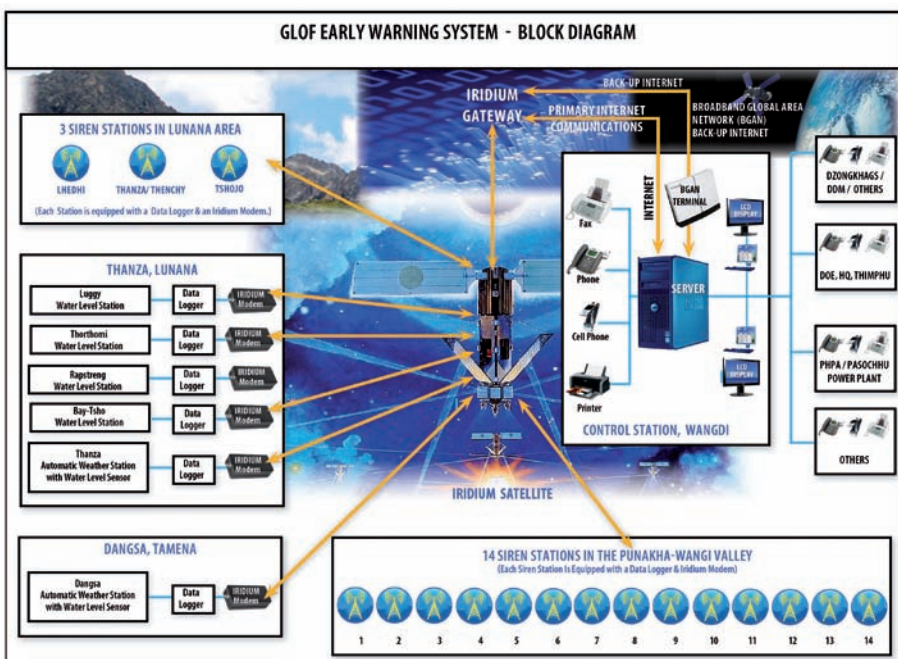 GLOF EARLY WARNING SYSTEM - BLOCK DIAGRAM
BACK-UP INTERNET
IRIDIUM
GATEWAY
PRIMARY INTERNET
COMMUNICATIONS
BROADBAND GLOBAL AREA
NETWORK (BGAN)
BACK-UP INTERNET
3 SIREN STATIONS IN LUNANA AREA
LHEDHI
THANZA/ THENCHY
TSHOJO
(Each Station is equipped with a Data Logger & an Iridium Modem.)
THANZA, LUNANA
Luggy
Water Level Station
Data
Logger
IRIDIUM
Modem
Thorthomi
Water Level Station
Data
Logger
IRIDIUM
Modem
Rapstreng
Water Level Station
Data
Logger
IRIDIUM
Modem
Bay-Tsho
Water Level Station
Data
Logger
IRIDIUM
Modem
Thanza
Automatic Weather Station
with Water Level Sensor
Data
Logger
IRIDIUM
Modem
DANGSA, TAMENA
Dangsa
Automatic Weather Station
with Water Level Sensor
Data
Logger
IRIDIUM
Modem
IRIDIUM SATELLITE
INTERNET
BGAN
TERMINAL
Fax
Phone
Cell Phone
Printer
SERVER
LCD
DISPLAY
LCD
DISPLAY
CONTROL STATION, WANGDI
DZONGKHAGS /
DDM / OTHERS
DOE, HQ, THIMPHU
PHPA / PASOCHHU
POWER PLANT
OTHERS
14 SIREN STATIONS IN THE PUNAKHA-WANGI VALLEY
(Each Siren Station Is Equipped with a Data Logger & Iridium Modem)
1 2 3 4 5 6 7 8 9 10 11 12 13 14